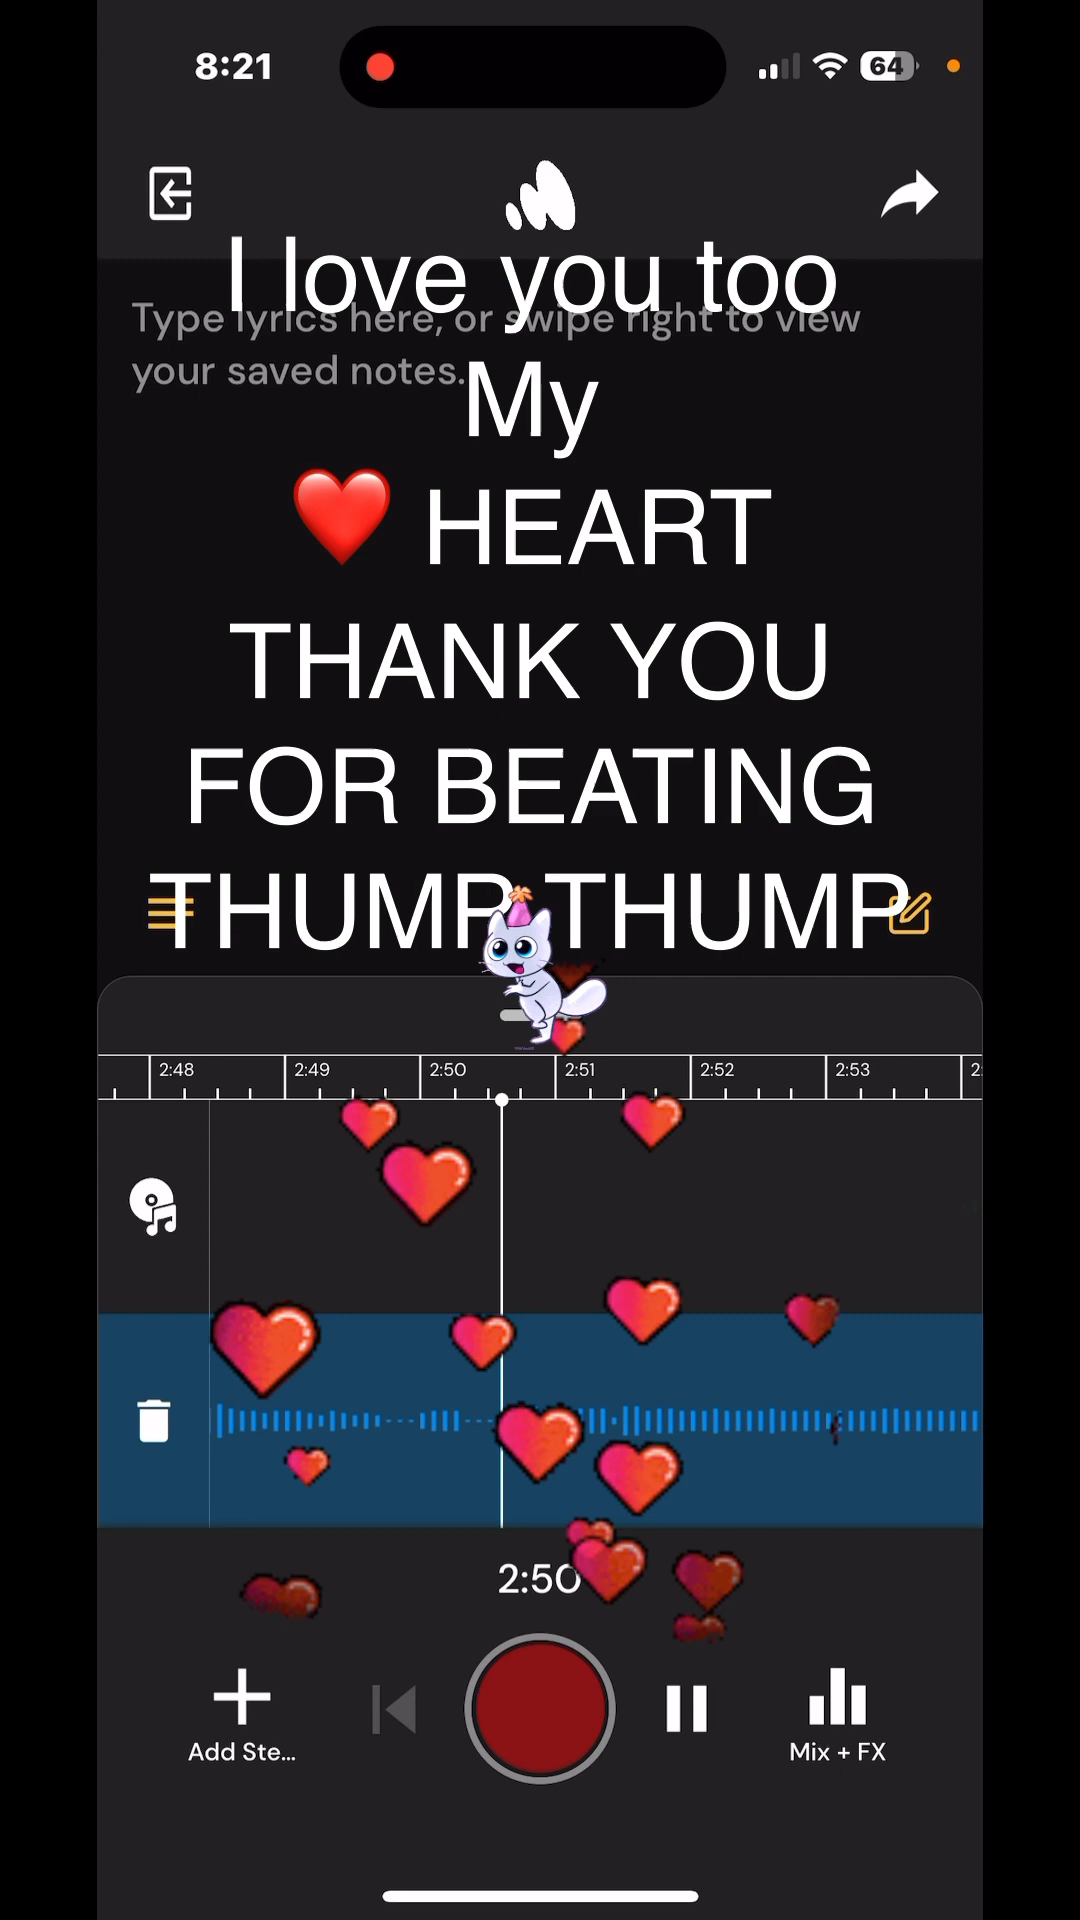 8:21
64
I love you too
Type lyrics here, or swipe right to view
your saved notes.
My
❤️ HEART
THANK YOU
FOR BEATING
THUMP THUMP
2:48 2:49 2:50 2:51 2:52 2:53 2:
2:50
Add Ste... Mix + FX